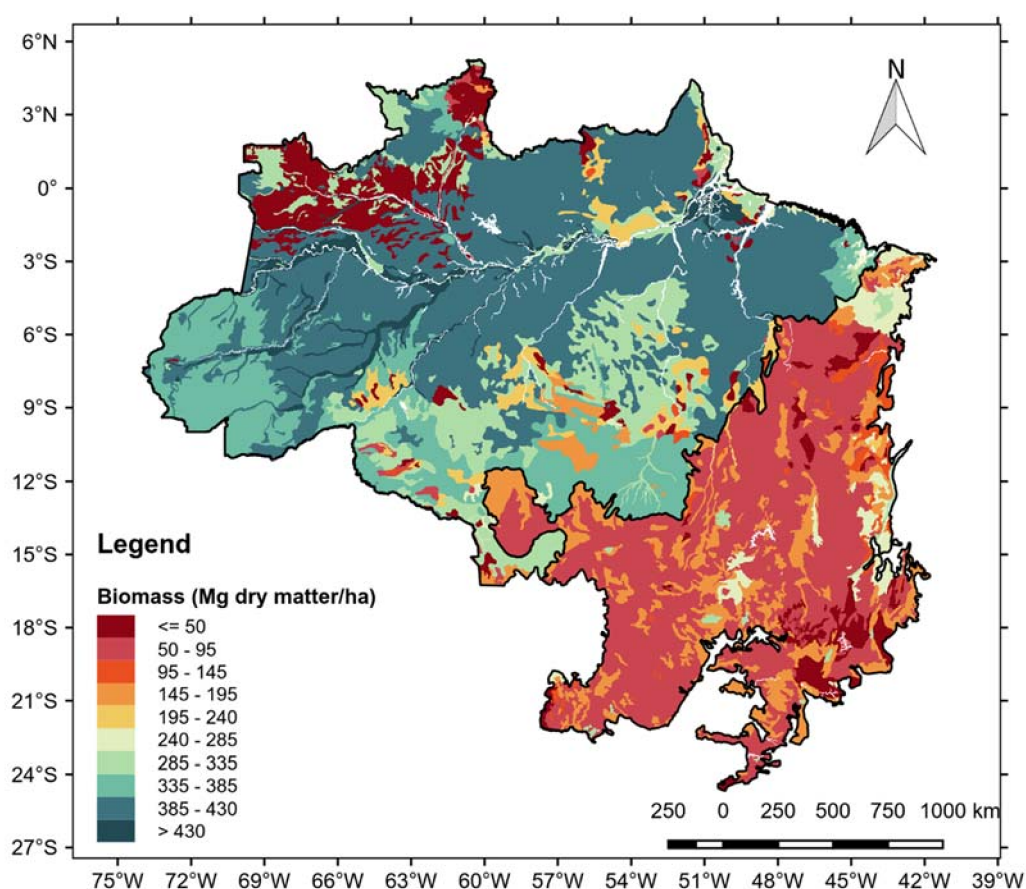 6°N
3°N
0°
3°S
6°S
9°S
12°S
15°S
18°S
21°S
24°S
27°S
N
Legend
Biomass (Mg dry matter/ha)
<= 50
50 - 95
95 - 145
145 - 195
195 - 240
240 - 285
285 - 335
335 - 385
385 - 430
> 430
250 0 250 500 750 1000 km
75°W 72°W 69°W 66°W 63°W 60°W 57°W 54°W 51°W 48°W 45°W 42°W 39°W